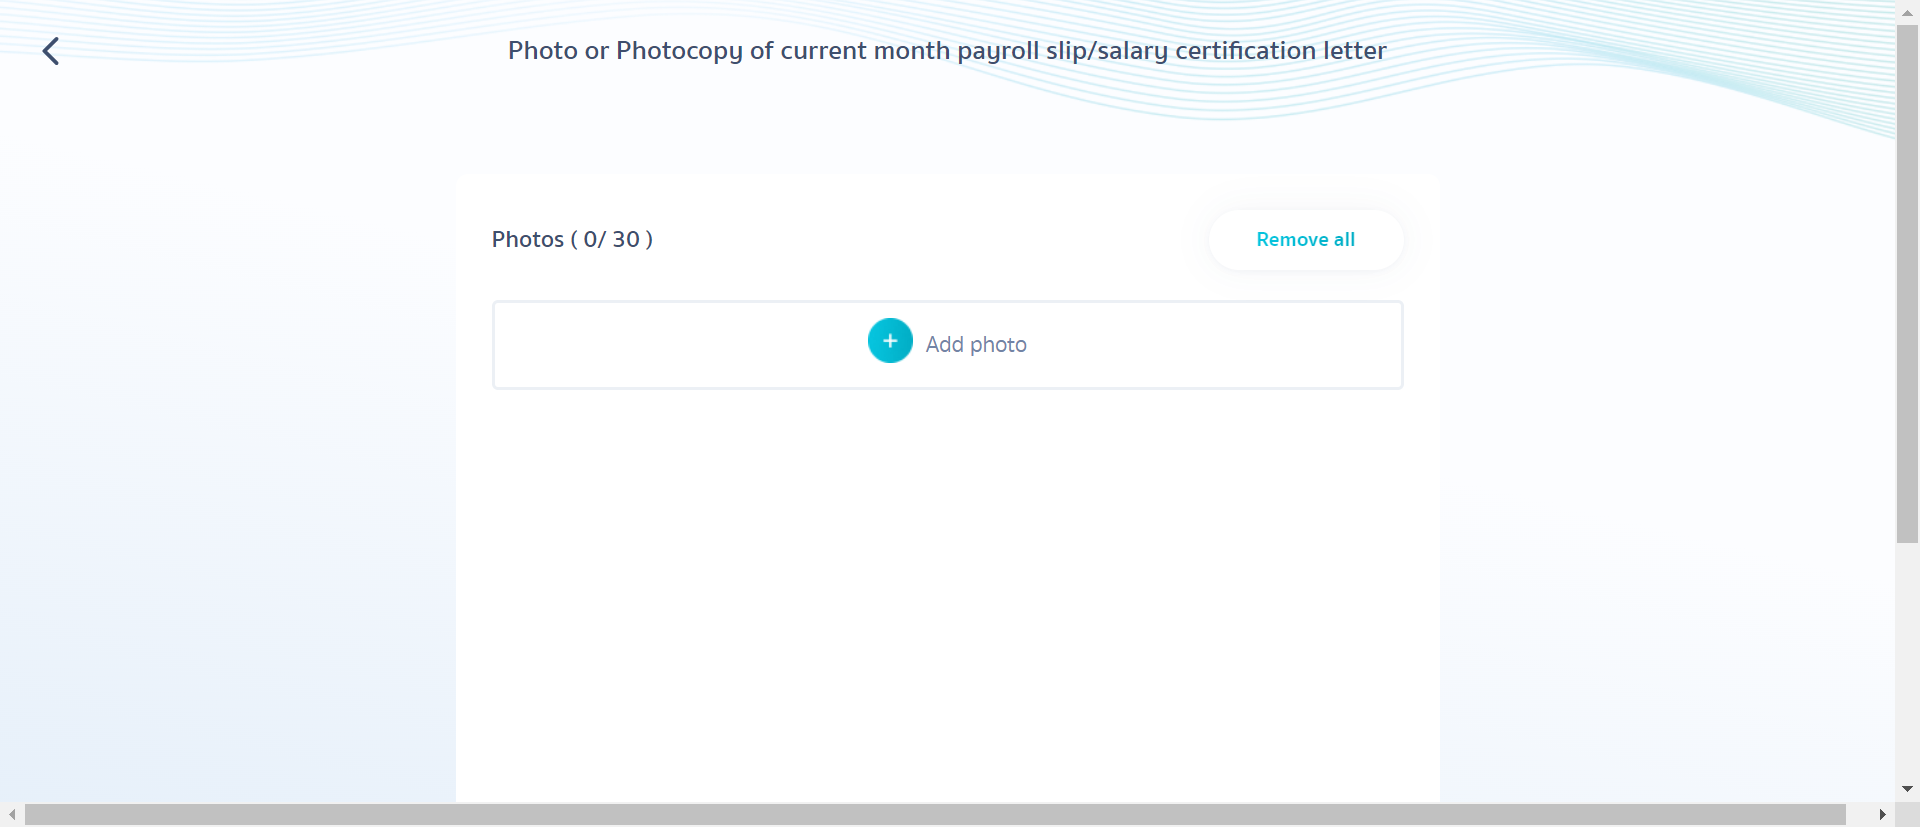 Photo or Photocopy of current month payroll slip/salary certification letter
Photos ( 0/ 30 )
Remove all
+ Add photo